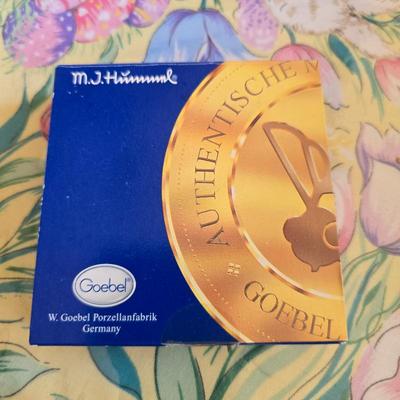 M.J.Hummel
AUTHENTISCHE M
GOEBEL
Goebel
W. Goebel Porzellanfabrik
Germany